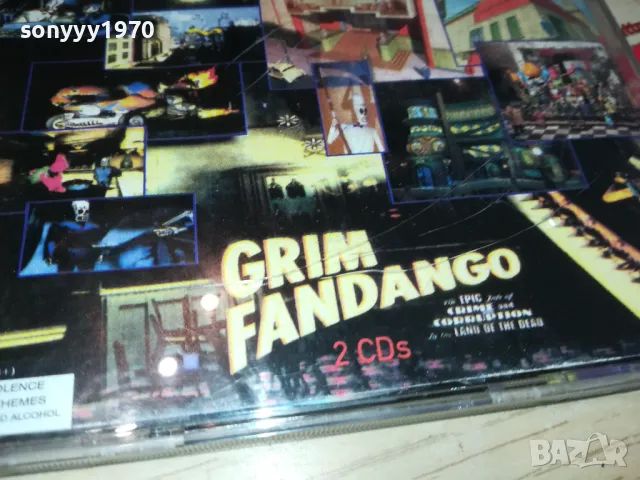 sonyyy1970
GRIM
FANDANGO
The EPIC Tale of
CRIME and
CORRUPTION
In the LAND OF THE DEAD
2 CDs
OLENCE
THEMES
D ALCOHOL
BAZAR